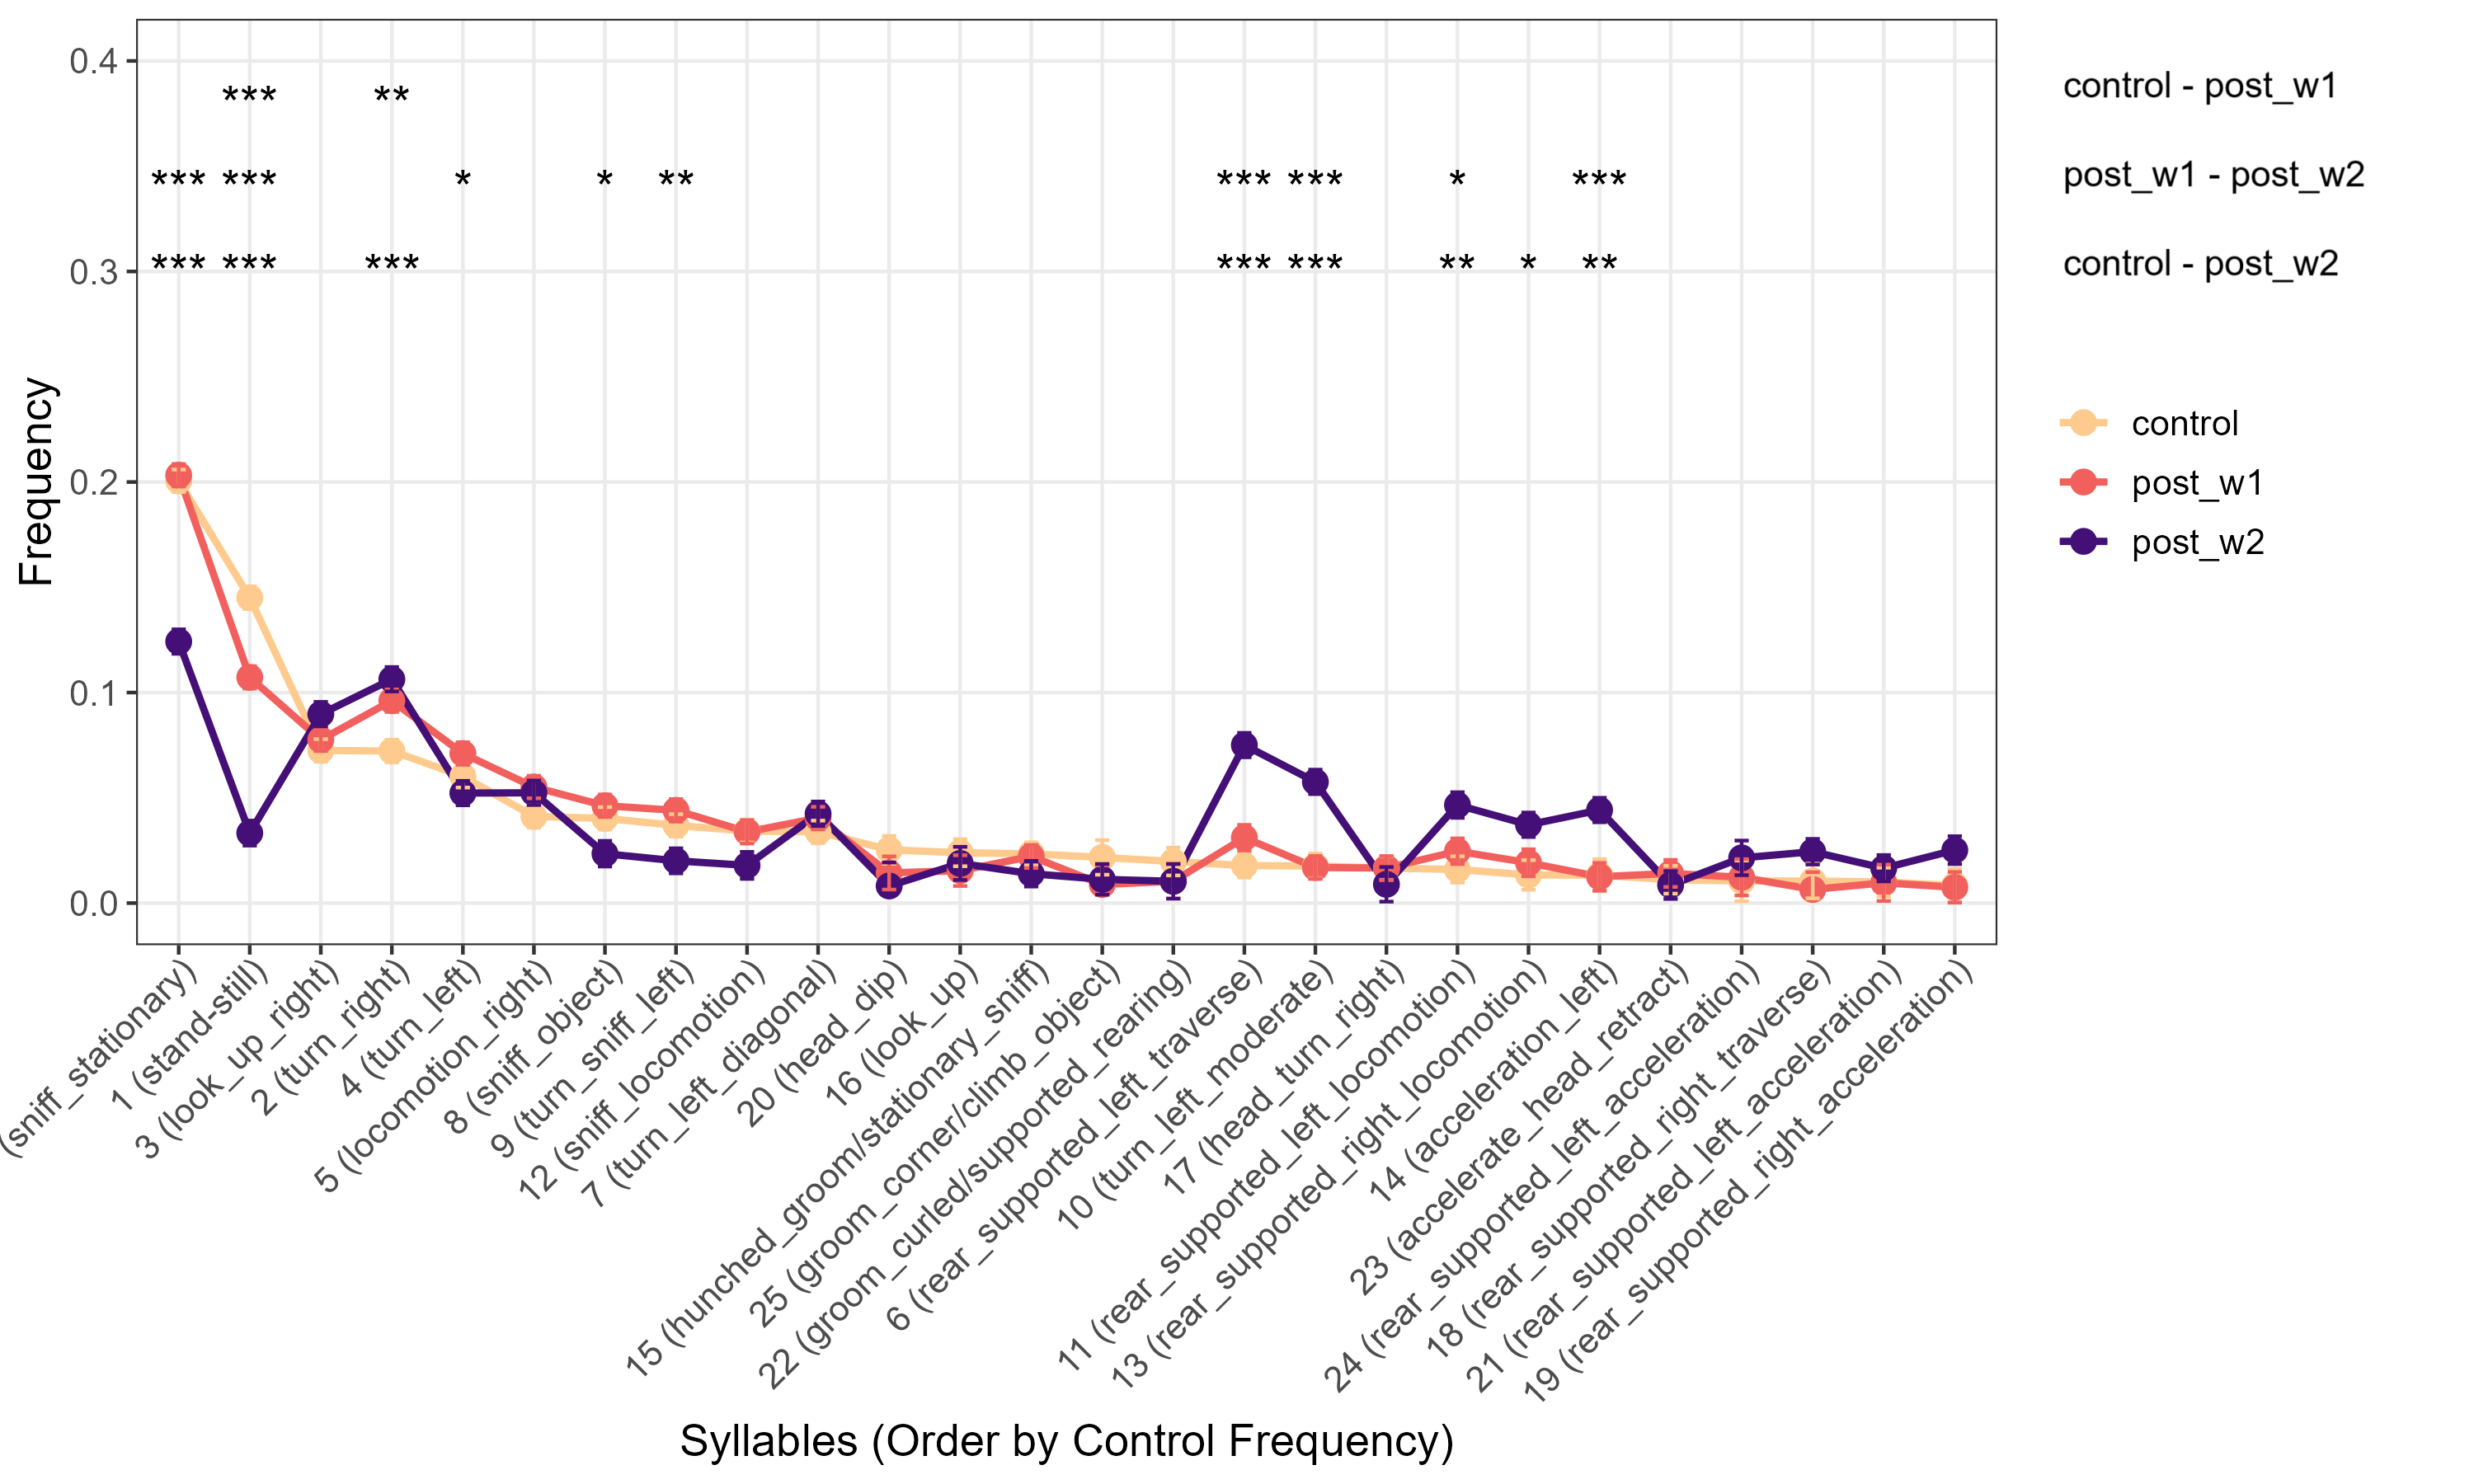 0.4
0.3
0.2
0.1
0.0
Frequency
*** **
*** *** * * ** *** *** * ***
*** *** *** *** *** ** * **
control - post_w1
post_w1 - post_w2
control - post_w2
control
post_w1
post_w2
(sniff_stationary)
1 (stand-still)
3 (look_up_right)
2 (turn_right)
4 (turn_left)
5 (locomotion_right)
8 (sniff_object)
9 (turn_sniff_left)
12 (sniff_locomotion)
7 (turn_left_diagonal)
20 (head_dip)
16 (look_up)
15 (hunched_groom/stationary_sniff)
25 (groom_corner/climb_object)
22 (groom_curled/supported_rearing)
6 (rear_supported_left_traverse)
10 (turn_left_moderate)
17 (head_turn_right)
11 (rear_supported_left_locomotion)
13 (rear_supported_right_locomotion)
14 (acceleration_left)
23 (accelerate_head_retract)
24 (rear_supported_left_acceleration)
18 (rear_supported_right_traverse)
21 (rear_supported_left_acceleration)
19 (rear_supported_right_acceleration)
Syllables (Order by Control Frequency)